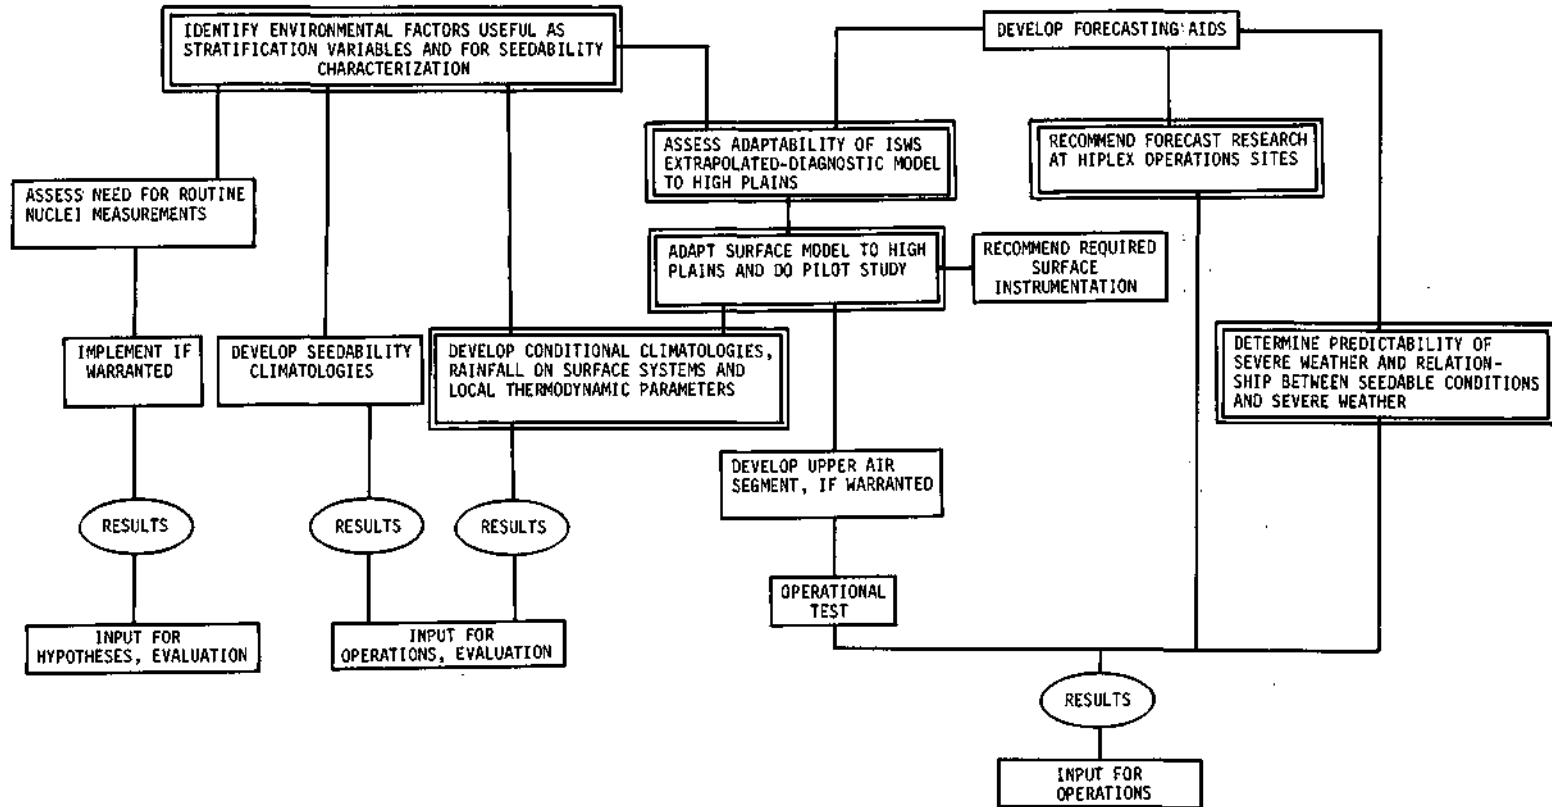 IDENTIFY ENVIRONMENTAL FACTORS USEFUL AS
STRATIFICATION VARIABLES AND FOR SEEDABILITY
CHARACTERIZATION
DEVELOP FORECASTING AIDS
ASSESS ADAPTABILITY OF ISWS
EXTRAPOLATED-DIAGNOSTIC MODEL
TO HIGH PLAINS
RECOMMEND FORECAST RESEARCH
AT HIPLEX OPERATIONS SITES
ASSESS NEED FOR ROUTINE
NUCLEI MEASUREMENTS
ADAPT SURFACE MODEL TO HIGH
PLAINS AND DO PILOT STUDY
RECOMMEND REQUIRED
SURFACE
INSTRUMENTATION
IMPLEMENT IF
WARRANTED
DEVELOP SEEDABILITY
CLIMATOLOGIES
DEVELOP CONDITIONAL CLIMATOLOGIES,
RAINFALL ON SURFACE SYSTEMS AND
LOCAL THERMODYNAMIC PARAMETERS
DETERMINE PREDICTABILITY OF
SEVERE WEATHER AND RELATION-
SHIP BETWEEN SEEDABLE CONDITIONS
AND SEVERE WEATHER
DEVELOP UPPER AIR
SEGMENT, IF WARRANTED
RESULTS
RESULTS
RESULTS
OPERATIONAL
TEST
INPUT FOR
HYPOTHESES, EVALUATION
INPUT FOR
OPERATIONS, EVALUATION
RESULTS
INPUT FOR
OPERATIONS